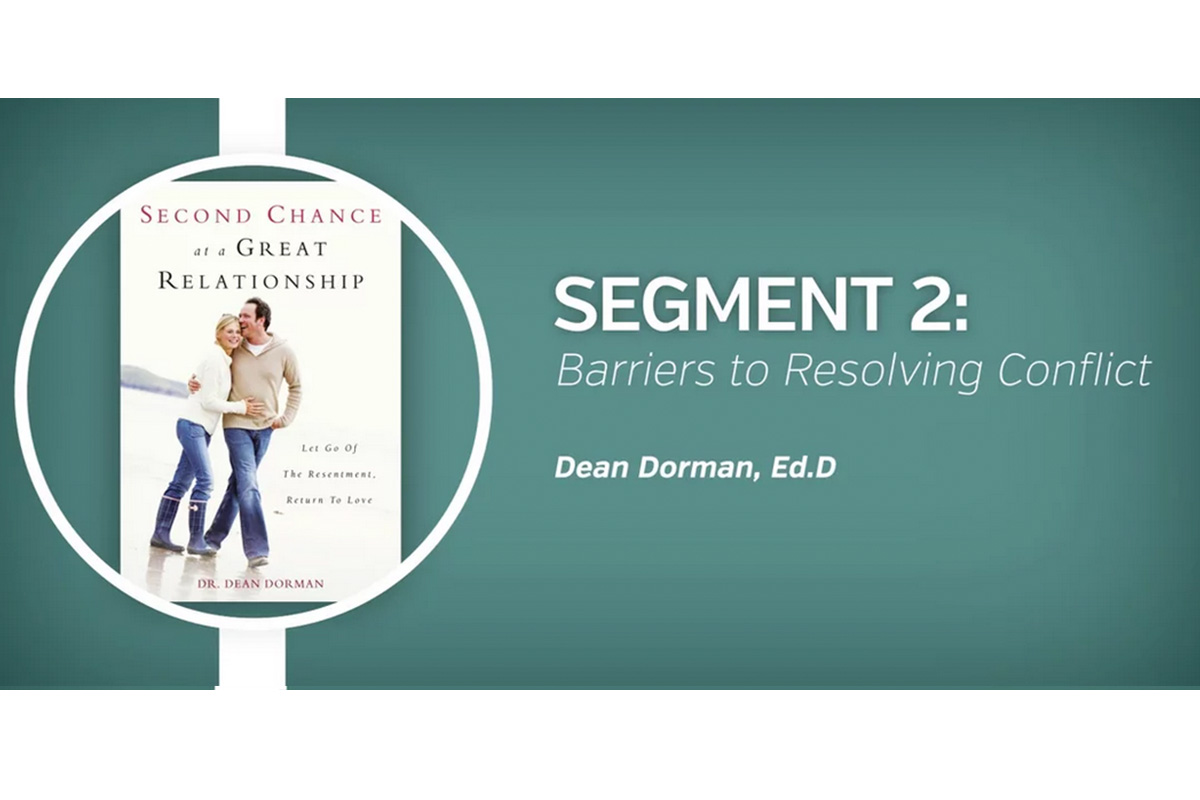 SECOND CHANCE
at a GREAT
RELATIONSHIP
Let Go Of
The Resentment,
Return To Love
DR. DEAN DORMAN
SEGMENT 2:
Barriers to Resolving Conflict
Dean Dorman, Ed.D